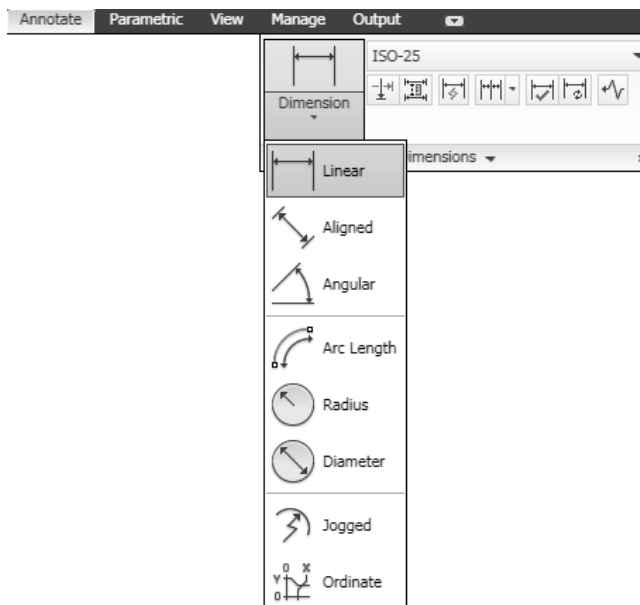 Annotate Parametric View Manage Output
ISO-25
Dimension
imensions
Linear
Aligned
Angular
Arc Length
Radius
Diameter
Jogged
O X
Y
O
Ordinate